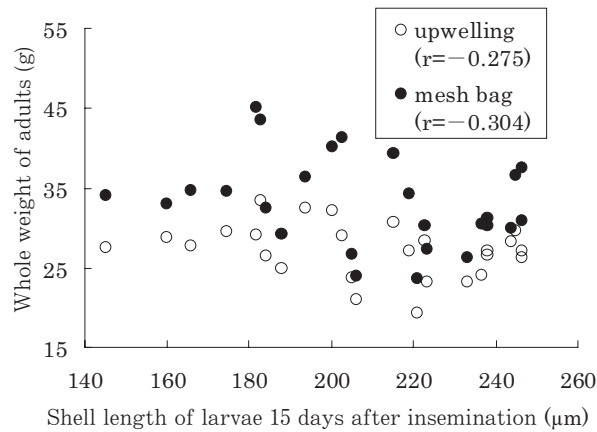 55
45
35
25
15
Whole weight of adults (g)
upwelling
(r=−0.275)
mesh bag
(r=−0.304)
140 160 180 200 220 240 260
Shell length of larvae 15 days after insemination (μm)